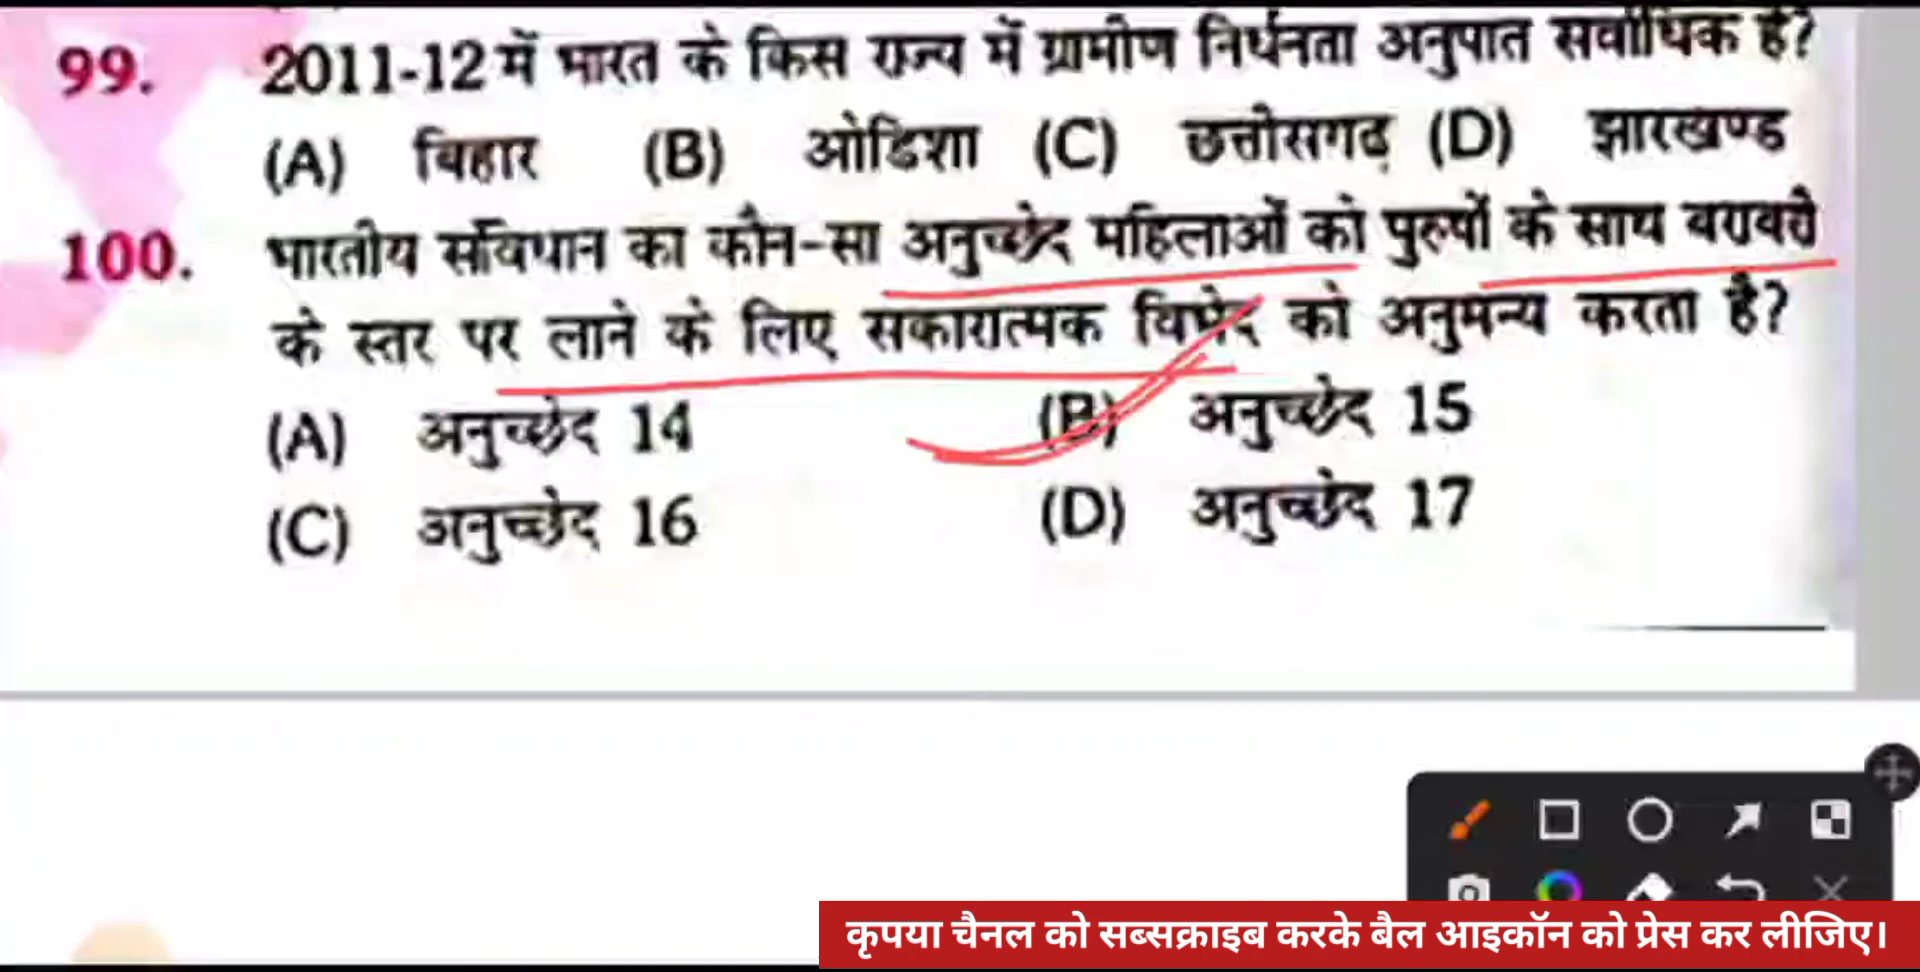 99. 2011-12 में भारत के किस राज्य में ग्रामीण निर्धनता अनुपात सर्वाधिक है?
(A) बिहार (B) ओडिशा (C) छत्तीसगढ़ (D) झारखण्ड
100. भारतीय संविधान का कौन-सा अनुच्छेद महिलाओं को पुरुषों के साथ बराबरी
के स्तर पर लाने के लिए सकारात्मक विभेद को अनुमन्य करता है?
(A) अनुच्छेद 14 (B) अनुच्छेद 15
(C) अनुच्छेद 16 (D) अनुच्छेद 17
कृपया चैनल को सब्सक्राइब करके बैल आइकॉन को प्रेस कर लीजिए।